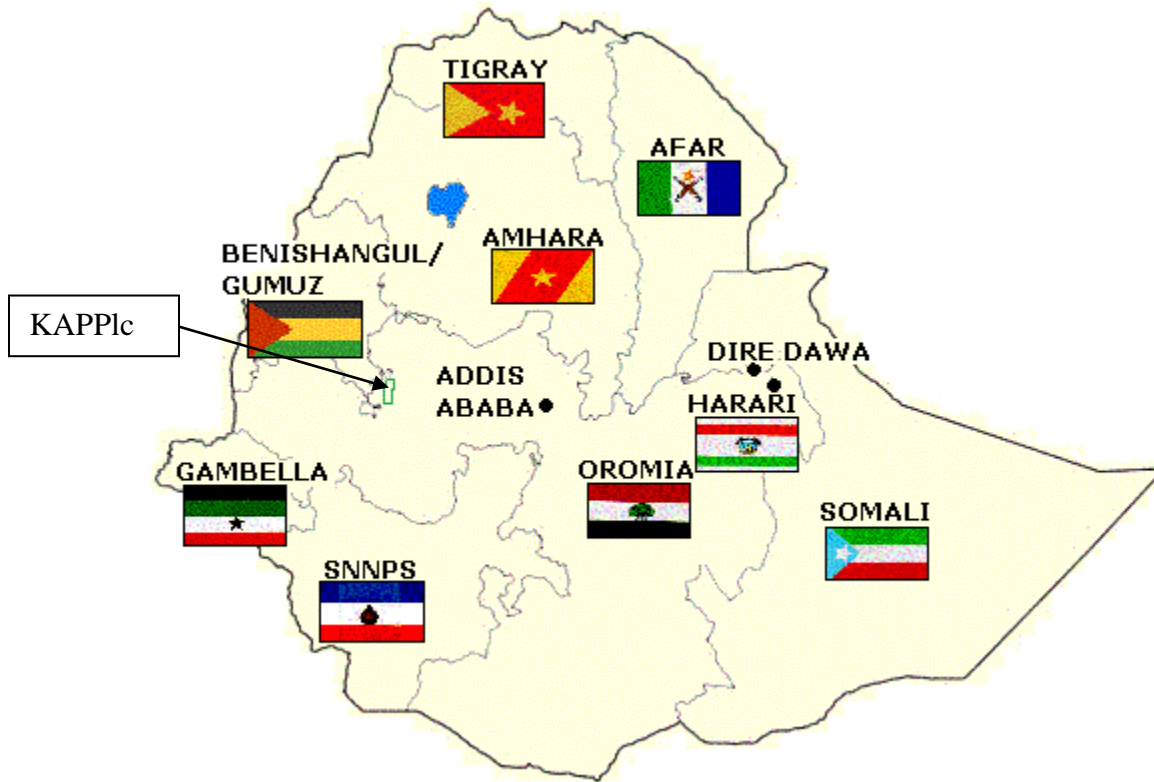 TIGRAY
AFAR
AMHARA
BENISHANGUL/
GUMUZ
KAPPlc
DIRE DAWA
ADDIS
ABABA
HARARI
GAMBELLA
OROMIA
SOMALI
SNNPS